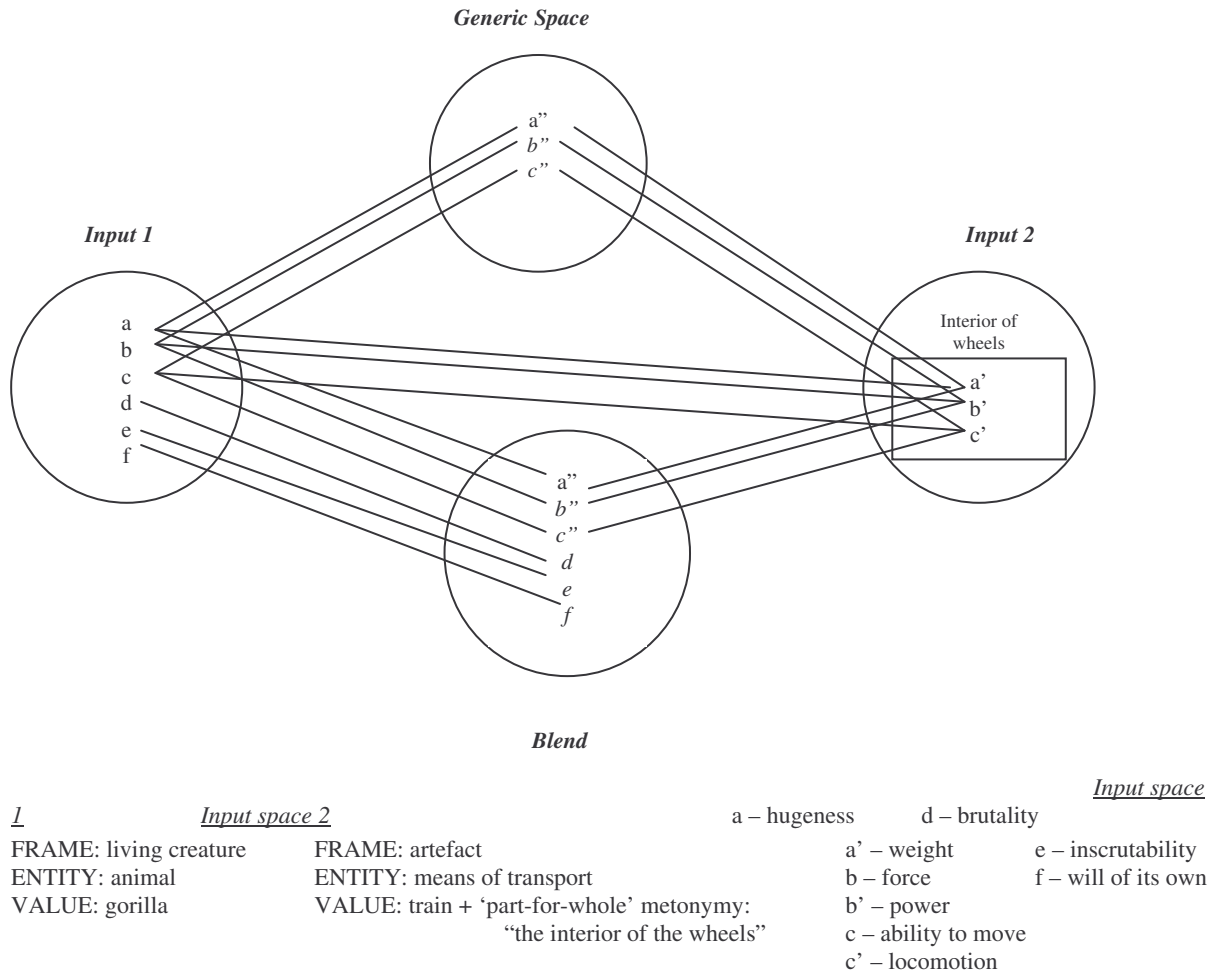 Generic Space
a”
b”
c”
Input 1
Input 2
a
b
c
d
e
f
Interior of
wheels
a’
b’
c’
a”
b”
c”
d
e
f
Blend
Input space
1 Input space 2 a – hugeness d – brutality
FRAME: living creature FRAME: artefact a’ – weight e – inscrutability
ENTITY: animal ENTITY: means of transport b – force f – will of its own
VALUE: gorilla VALUE: train + ‘part-for-whole’ metonymy: b’ – power
“the interior of the wheels” c – ability to move
c’ – locomotion